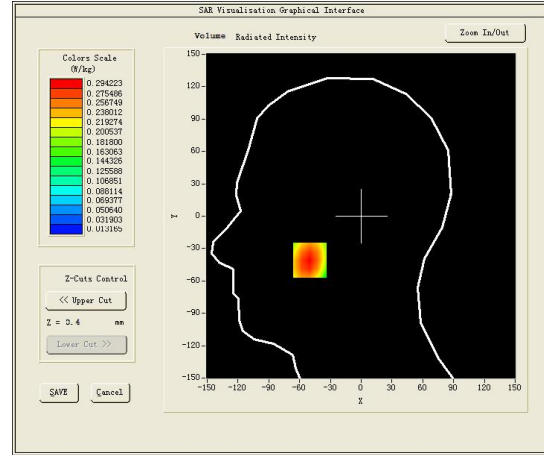 SAR Visualisation Graphical Interface
Volume Radiated Intensity
Zoom In/Out
Colors Scale
(W/kg)
0.294223
0.275486
0.256749
0.238012
0.219274
0.200537
0.181800
0.163063
0.144326
0.125588
0.106851
0.088114
0.069377
0.050640
0.031903
0.013165
150
120
90
60
30
0
-30
-60
-90
-120
-150
Y
-150 -120 -90 -60 -30 0 30 60 90 120 150
X
Z-Cuts Control
<< Upper Cut
Z = 3.4 mm
Lower Cut >>
SAVE Cancel